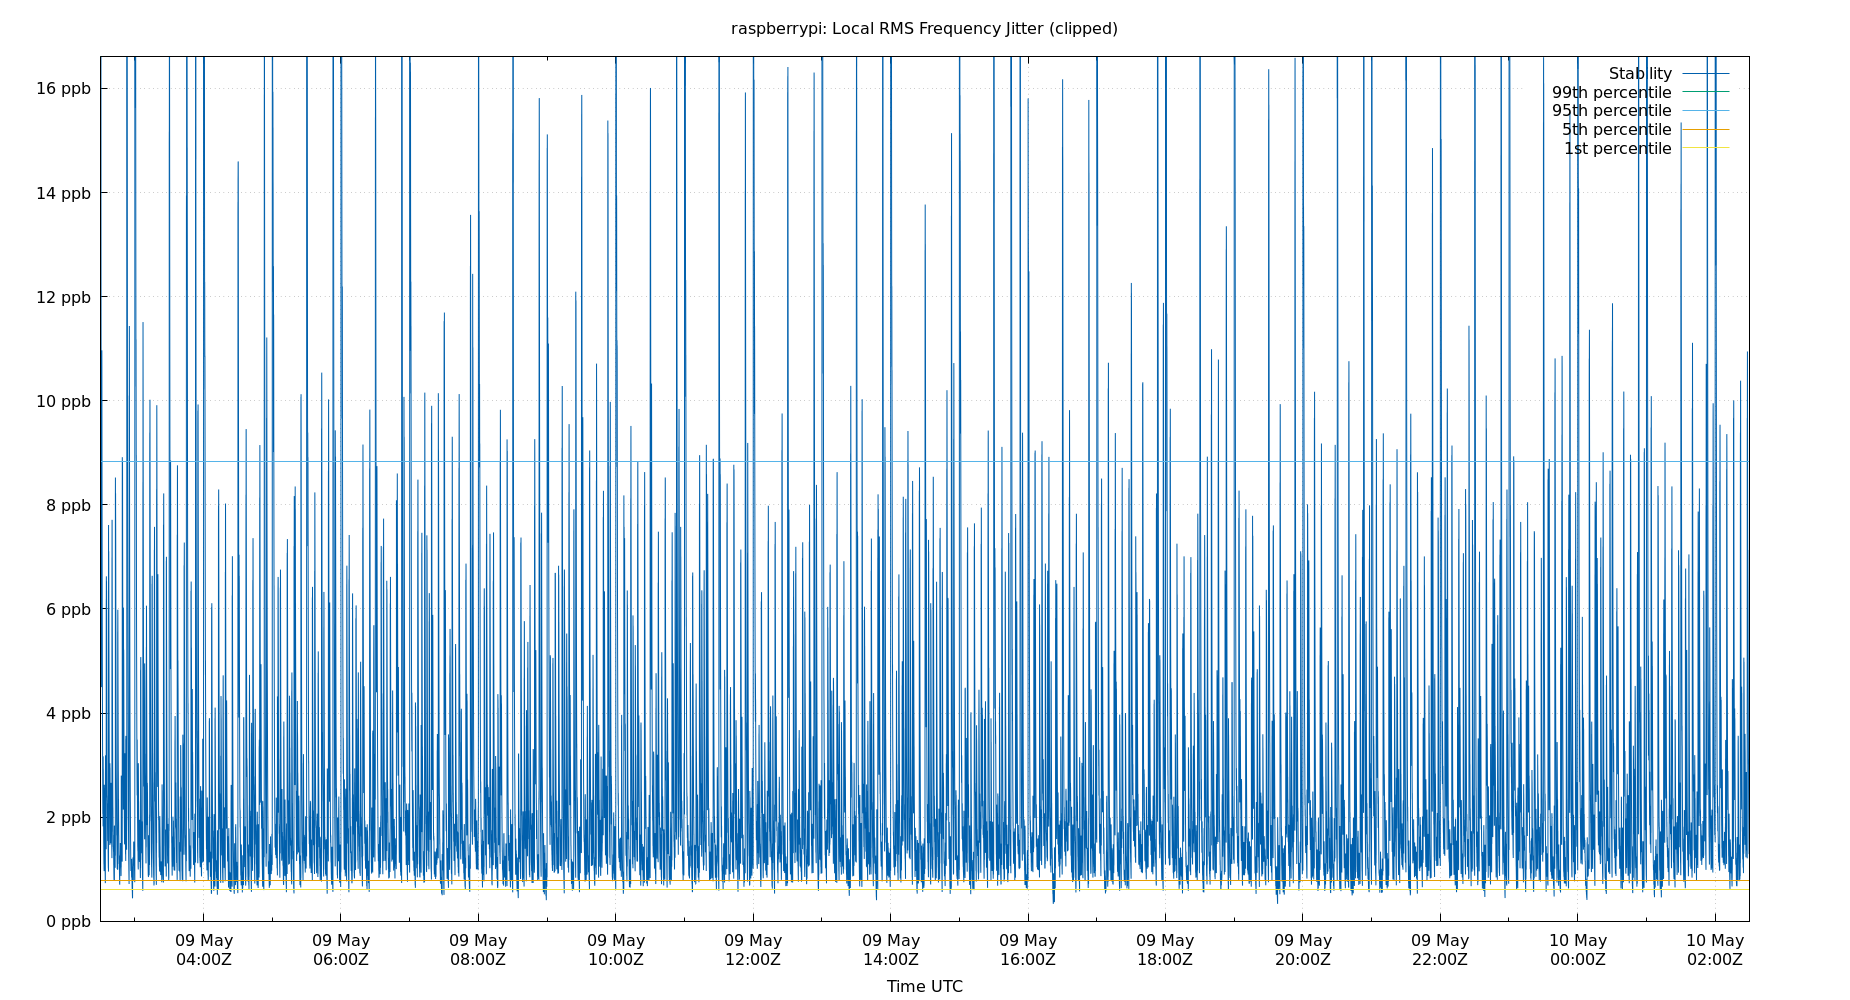 raspberrypi: Local RMS Frequency Jitter (clipped)
Stability
99th percentile
95th percentile
5th percentile
1st percentile
16 ppb
14 ppb
12 ppb
10 ppb
8 ppb
6 ppb
4 ppb
2 ppb
0 ppb
09 May 09 May 09 May 09 May 09 May 09 May 09 May 09 May 09 May 09 May 10 May 10 May
04:00Z 06:00Z 08:00Z 10:00Z 12:00Z 14:00Z 16:00Z 18:00Z 20:00Z 22:00Z 00:00Z 02:00Z
Time UTC